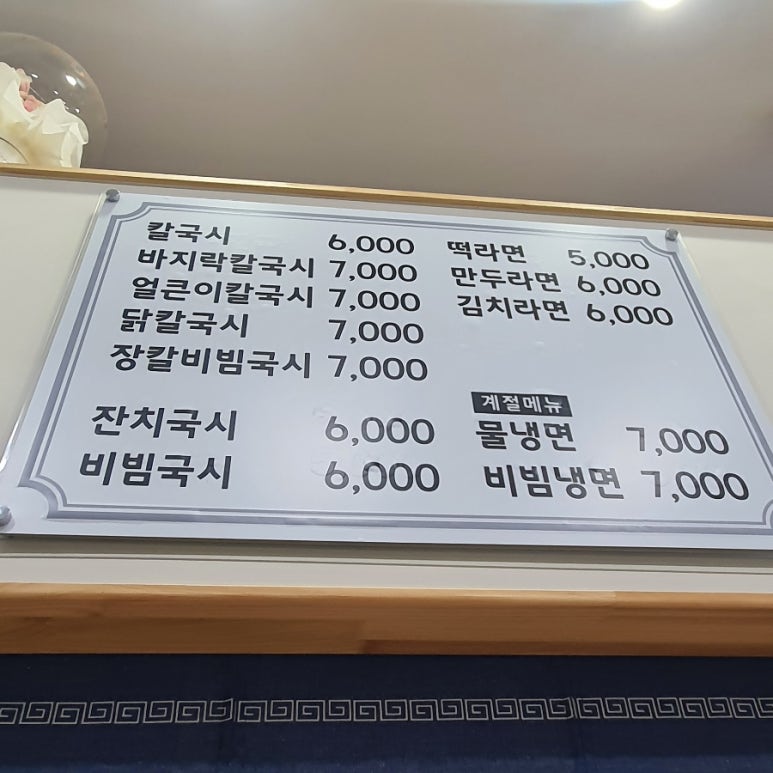 칼국시 6,000
바지락칼국시 7,000
얼큰이칼국시 7,000
닭칼국시 7,000
장칼비빔국시 7,000
잔치국시 6,000
비빔국시 6,000
떡라면 5,000
만두라면 6,000
김치라면 6,000
계절메뉴
물냉면 7,000
비빔냉면 7,000